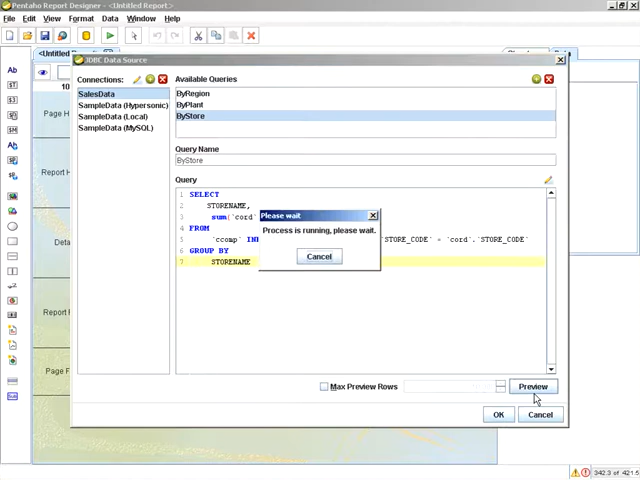 Pentaho Report Designer - <Untitled Report>
File Edit View Format Data Window Help
<Untitled
JDBC Data Source
Connections:
Available Queries
SalesData
SampleData (Hypersonic)
SampleData (Local)
SampleData (MySQL)
ByRegion
ByPlant
ByStore
Query Name
ByStore
Query
1 SELECT
2 STORENAME,
3 sum(`cord`
4 FROM
5 `ccomp` `STORE_CODE` = `cord`.`STORE_CODE`
6 GROUP BY
7 STORENAME
Please wait
Process is running, please wait.
Cancel
Max Preview Rows
Preview
OK Cancel
Page H
Report H
Deta
Report F
Page F
Ab
342.3 of 421.5